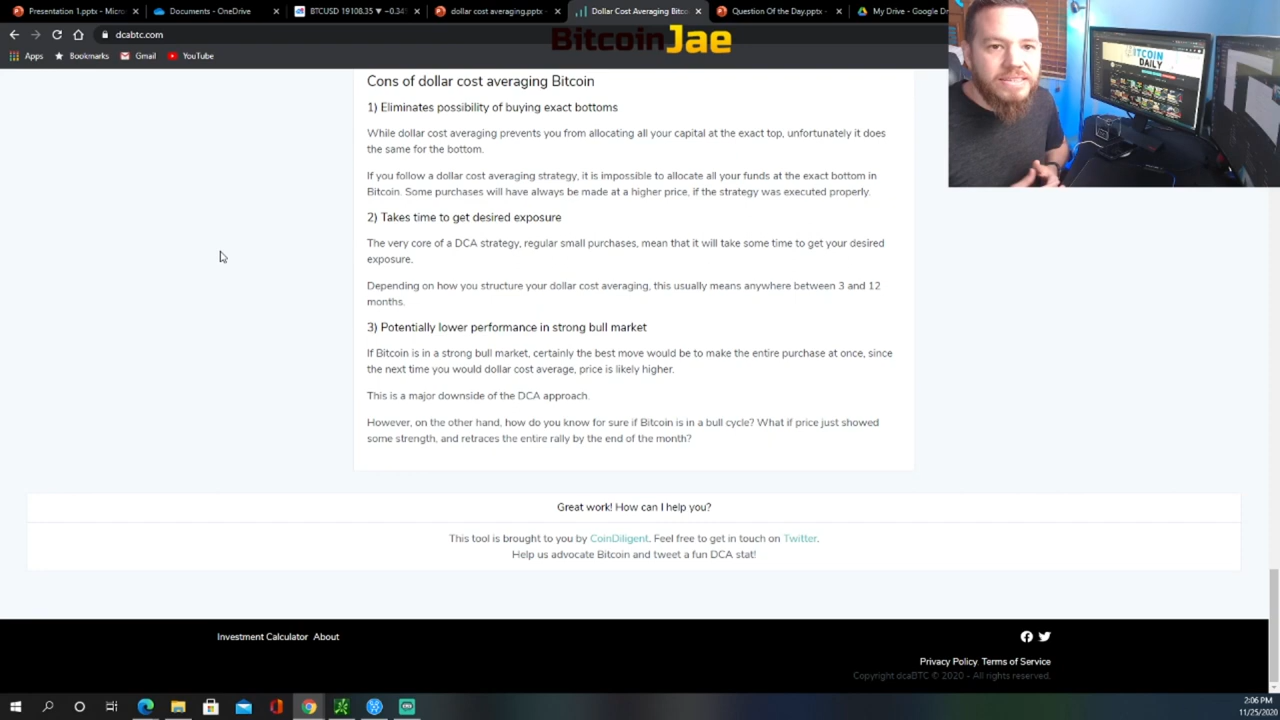 Presentation 1.pptx - Micro
Documents - OneDrive
BTCUSD 19108.35 ▼ -0.34%
dollar cost averaging.pptx
Dollar Cost Averaging Bitco
Question Of the Day.pptx -
My Drive - Google Dr
dcabtc.com
BitcoinJae
Apps
Bookmarks
Gmail
YouTube
BITCOIN
DAILY
Cons of dollar cost averaging Bitcoin
1) Eliminates possibility of buying exact bottoms
While dollar cost averaging prevents you from allocating all your capital at the exact top, unfortunately it does
the same for the bottom.
If you follow a dollar cost averaging strategy, it is impossible to allocate all your funds at the exact bottom in
Bitcoin. Some purchases will have always be made at a higher price, if the strategy was executed properly.
2) Takes time to get desired exposure
The very core of a DCA strategy, regular small purchases, mean that it will take some time to get your desired
exposure.
Depending on how you structure your dollar cost averaging, this usually means anywhere between 3 and 12
months.
3) Potentially lower performance in strong bull market
If Bitcoin is in a strong bull market, certainly the best move would be to make the entire purchase at once, since
the next time you would dollar cost average, price is likely higher.
This is a major downside of the DCA approach.
However, on the other hand, how do you know for sure if Bitcoin is in a bull cycle? What if price just showed
some strength, and retraces the entire rally by the end of the month?
Great work! How can I help you?
This tool is brought to you by CoinDiligent. Feel free to get in touch on Twitter.
Help us advocate Bitcoin and tweet a fun DCA stat!
Investment Calculator About
Privacy Policy Terms of Service
Copyright dcaBTC © 2020 - All rights reserved.
2:06 PM
11/25/2020